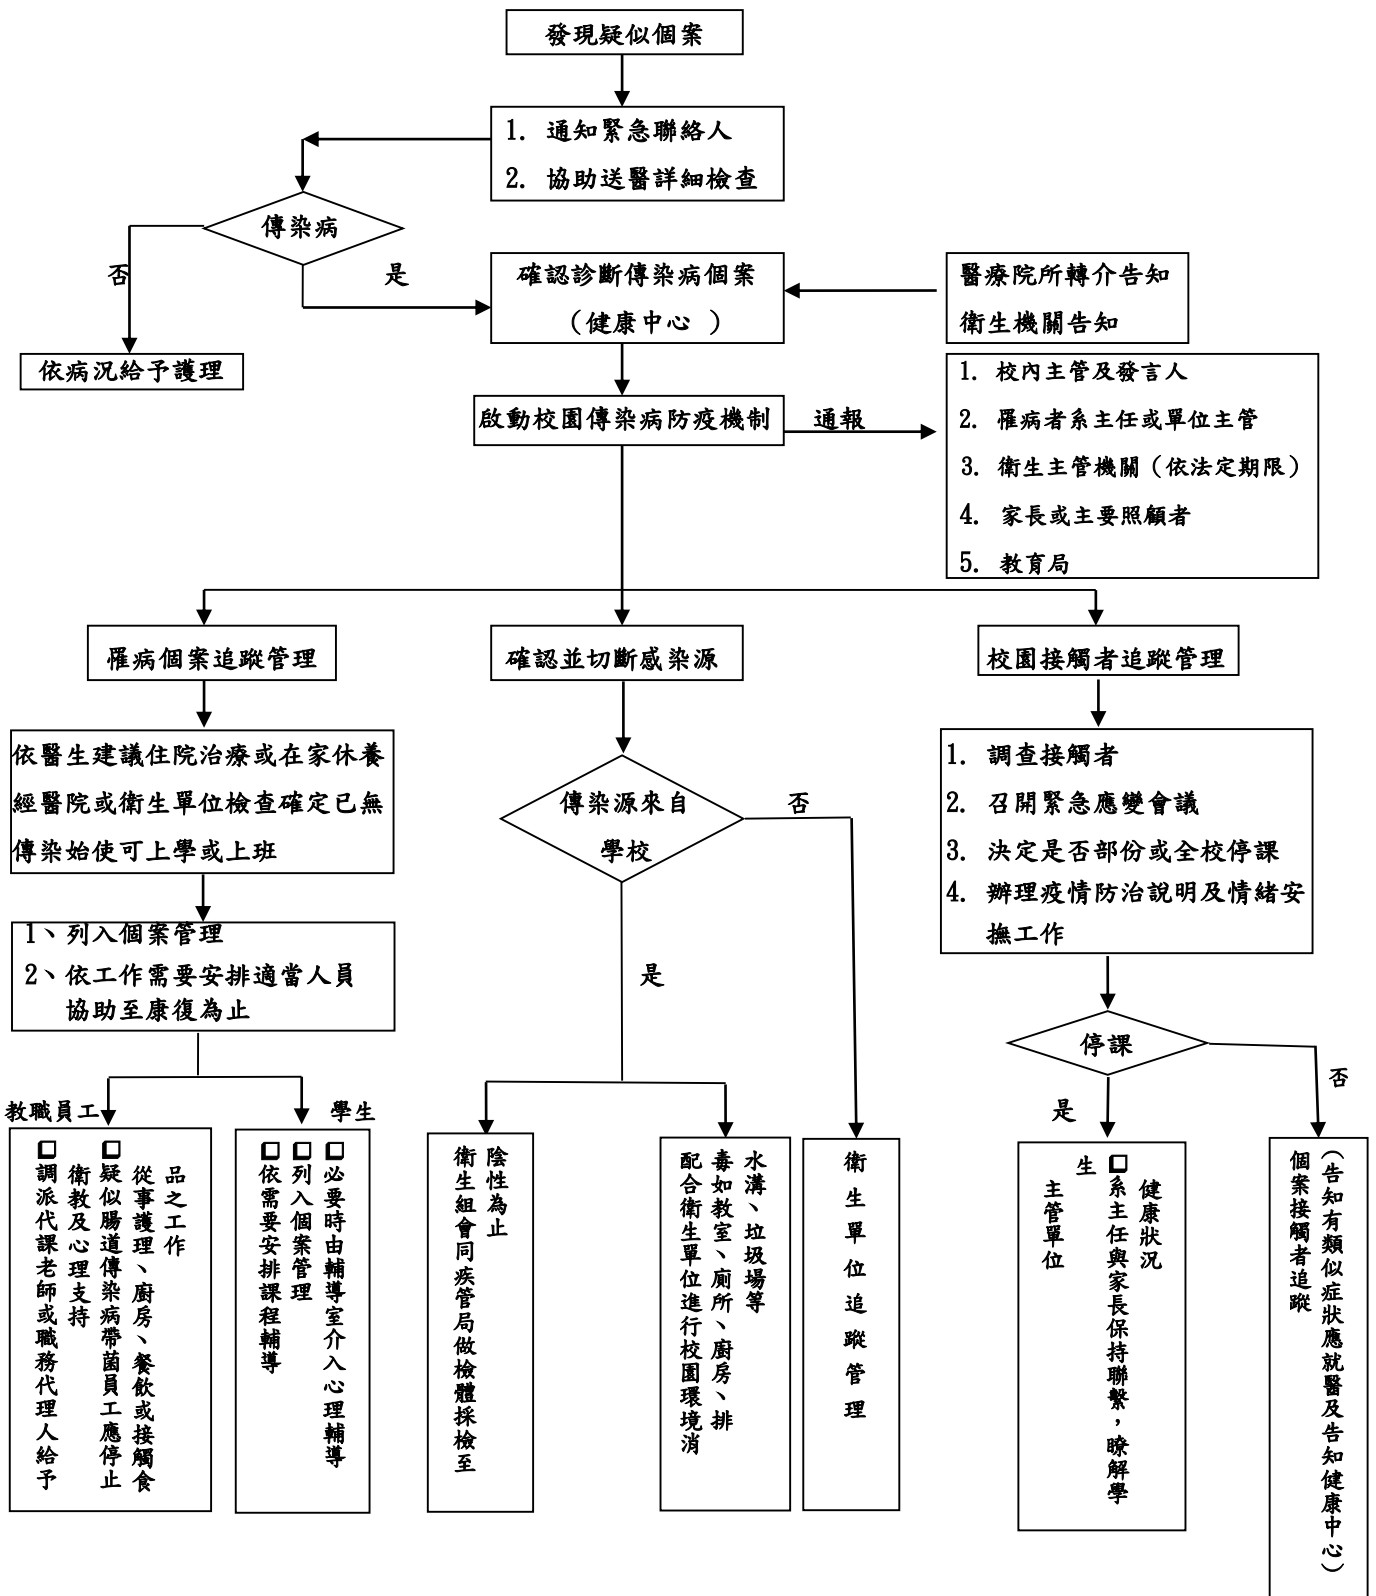 發現疑似個案
1. 通知緊急聯絡人
2. 協助送醫詳細檢查
傳染病
否
是
依病況給予護理
確認診斷傳染病個案
（健康中心 ）
醫療院所轉介告知
衛生機關告知
啟動校園傳染病防疫機制
通報
1. 校內主管及發言人
2. 罹病者系主任或單位主管
3. 衛生主管機關（依法定期限）
4. 家長或主要照顧者
5. 教育局
罹病個案追蹤管理
確認並切斷感染源
校園接觸者追蹤管理
依醫生建議住院治療或在家休養
經醫院或衛生單位檢查確定已無
傳染始使可上學或上班
1、列入個案管理
2、依工作需要安排適當人員
協助至康復為止
傳染源來自
學校
否
是
1. 調查接觸者
2. 召開緊急應變會議
3. 決定是否部份或全校停課
4. 辦理疫情防治說明及情緒安
撫工作
停課
是
否
教職員工
學生
❑調派代課老師或職務代理人給予
衛教及心理支持
❑疑似腸道傳染病帶菌員工應停止
從事護理、廚房、餐飲或接觸食
品之工作
❑依需要安排課程輔導
❑列入個案管理
❑必要時由輔導室介入心理輔導
衛生組會同疾管局做檢體採檢至
陰性為止
配合衛生單位進行校園環境消
毒如教室、廁所、廚房、排
水溝、垃圾場等
衛生單位追蹤管理
主管單位
❑系主任與家長保持聯繫，瞭解學
生
健康狀況
個案接觸者追蹤
（告知有類似症狀應就醫及告知健康中心）